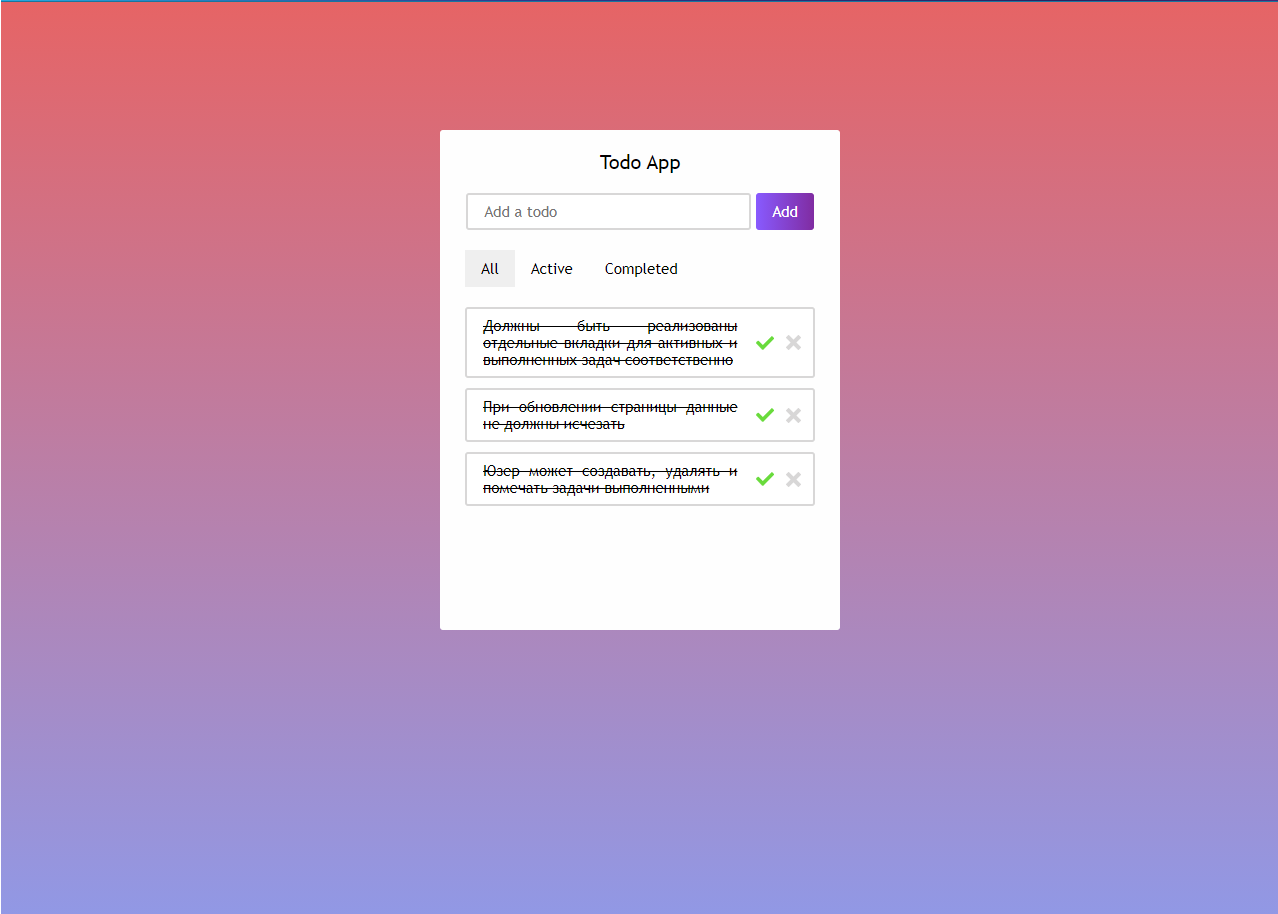 Todo App
Add a todo
Add
All
Active
Completed
Должны быть реализованы
отдельные вкладки для активных и
выполненных задач соответственно
При обновлении страницы данные
не должны исчезать
Юзер может создавать, удалять и
помечать задачи выполненными